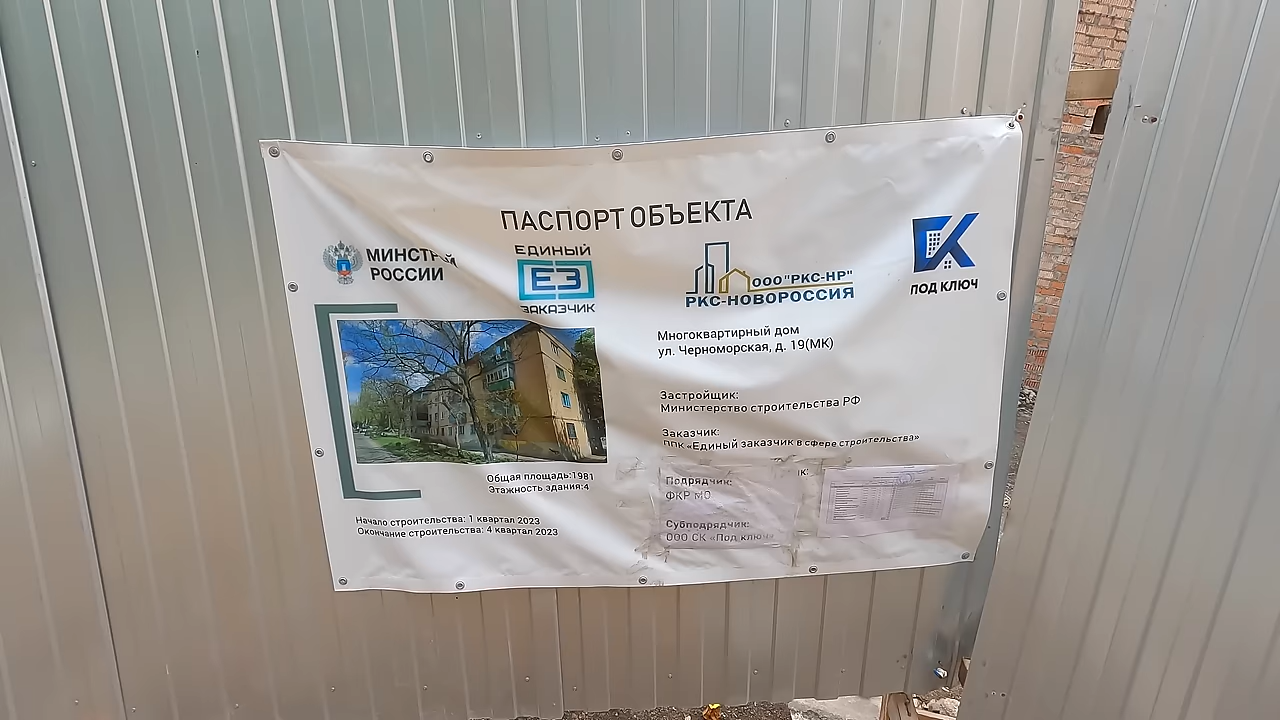 ПАСПОРТ ОБЪЕКТА
МИНСТРОЙ
РОССИИ
ЕДИНЫЙ
ЕЗ
ЗАКАЗЧИК
ООО "РКС-НР"
РКС-НОВОРОССИЯ
ПОД КЛЮЧ
Многоквартирный дом
ул. Черноморская, д. 19(МК)
Застройщик:
Министерство строительства РФ
Заказчик:
ППК «Единый заказчик в сфере строительства»
Подрядчик:
ФКР МО
Субподрядчик:
ООО СК «Под ключ»
Общая площадь:1981
Этажность здания:4
Начало строительства: 1 квартал 2023
Окончание строительства: 4 квартал 2023